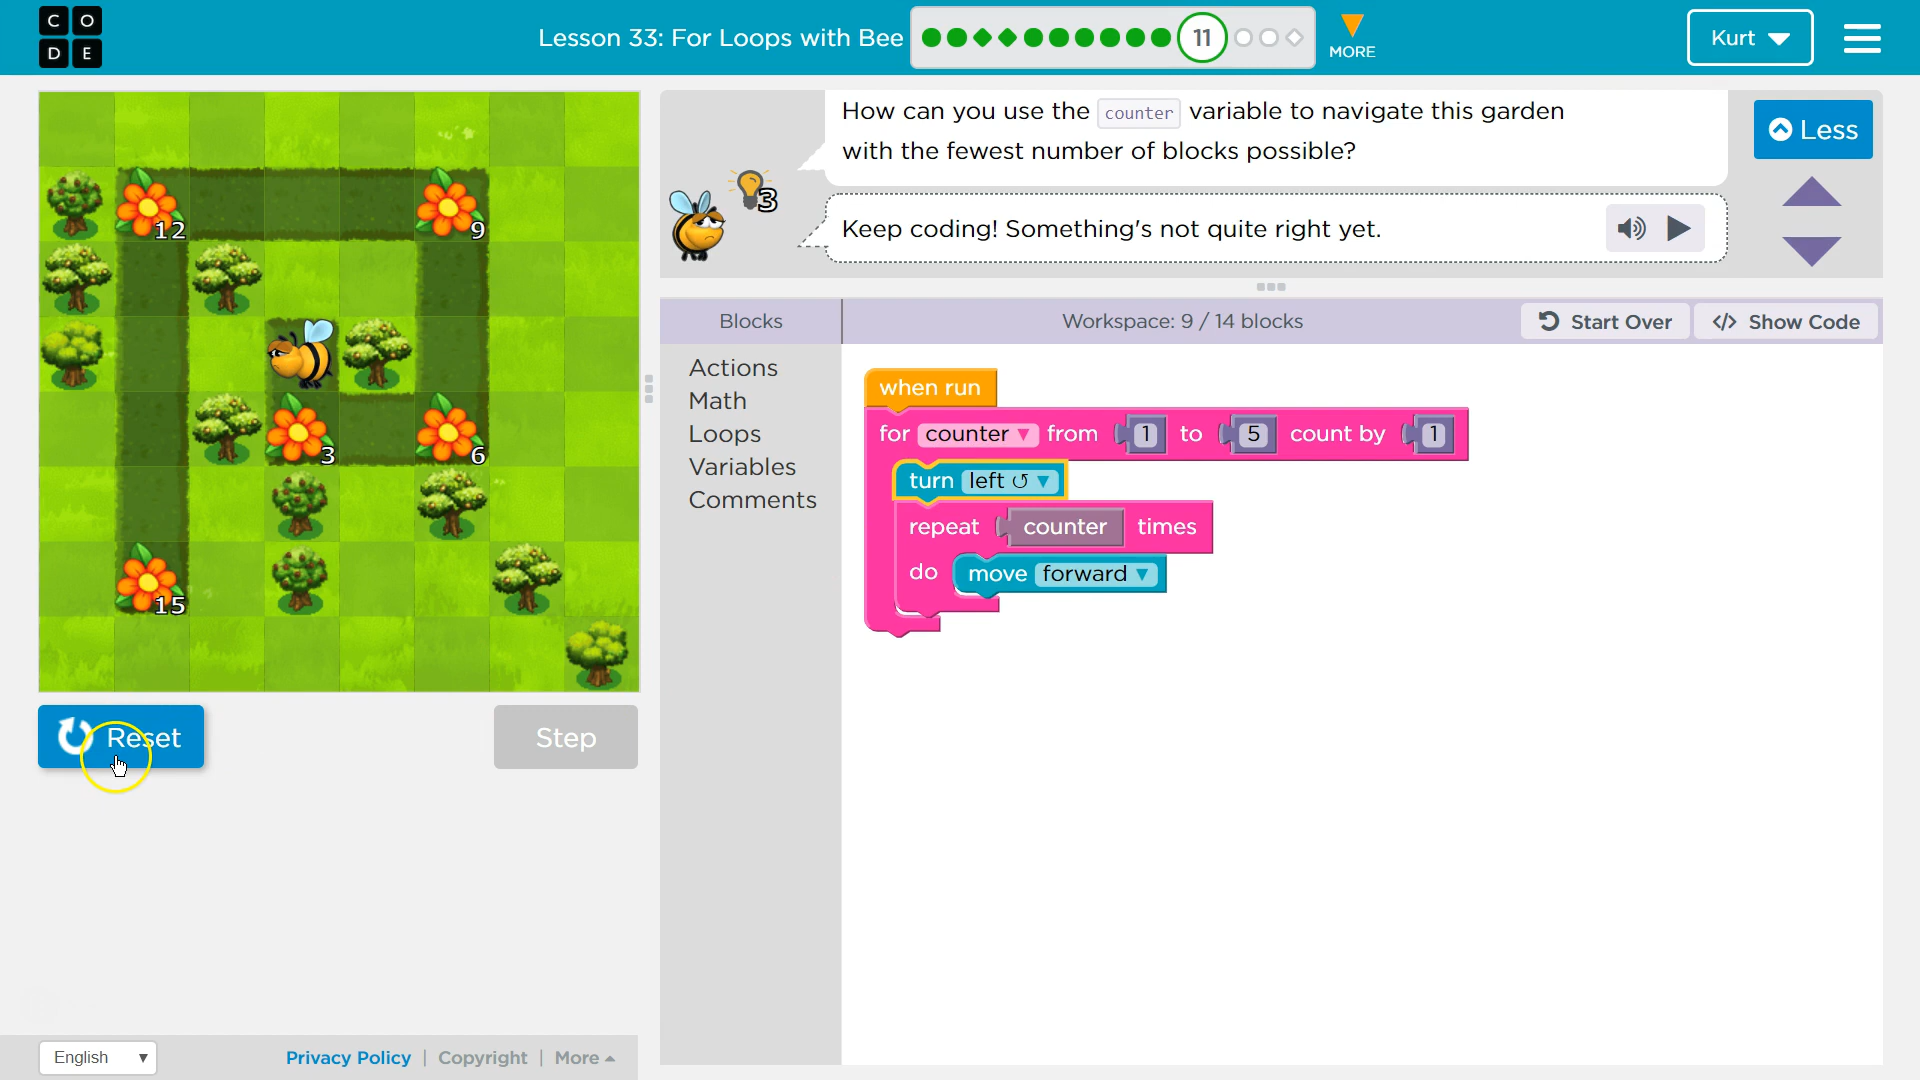 C O
D E
Lesson 33: For Loops with Bee
11
MORE
Kurt
How can you use the counter variable to navigate this garden
with the fewest number of blocks possible?
Less
3
Keep coding! Something's not quite right yet.
12
9
3
6
15
Blocks
Workspace: 9 / 14 blocks
Start Over
</> Show Code
Actions
Math
Loops
Variables
Comments
when run
for counter from 1 to 5 count by 1
turn left
repeat counter times
do move forward
Reset
Step
English
Privacy Policy | Copyright | More